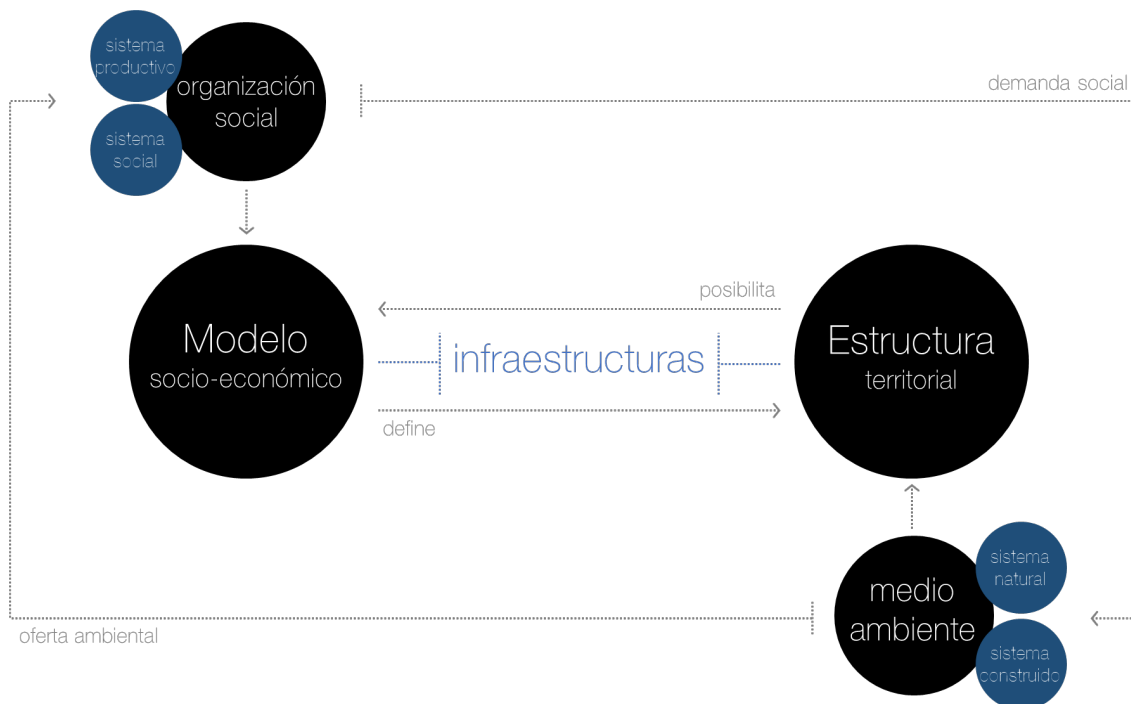 sistema
productivo
organización
social
sistema
social
demanda social
posibilita
Modelo
socio-económico
infraestructuras
Estructura
territorial
define
sistema
natural
medio
ambiente
sistema
construido
oferta ambiental